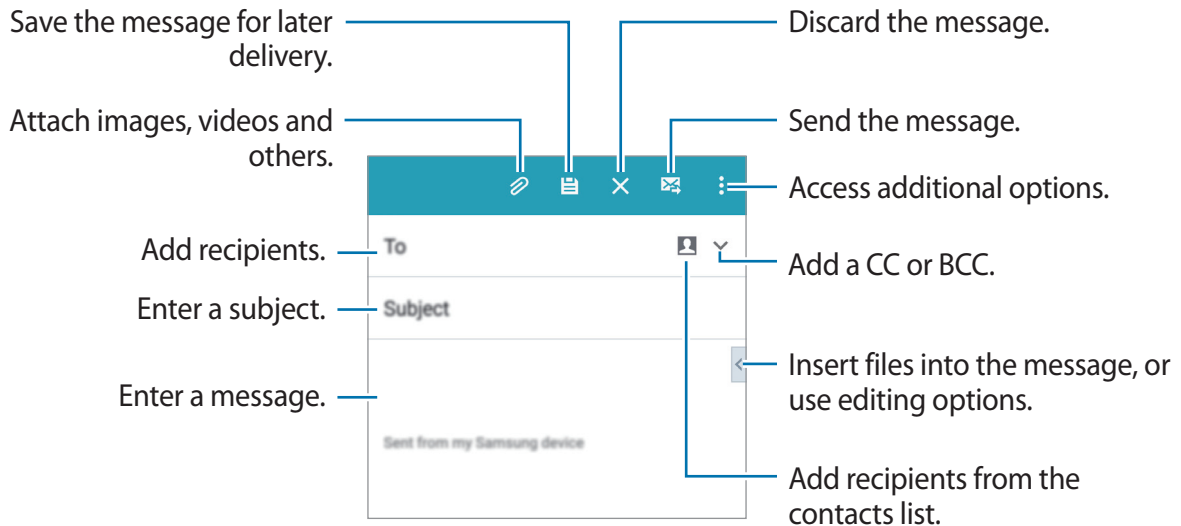 Save the message for later
delivery.
Discard the message.
Attach images, videos and
others.
Send the message.
Access additional options.
Add recipients.
To
Add a CC or BCC.
Enter a subject.
Subject
Insert files into the message, or
use editing options.
Enter a message.
Sent from my Samsung device
Add recipients from the
contacts list.